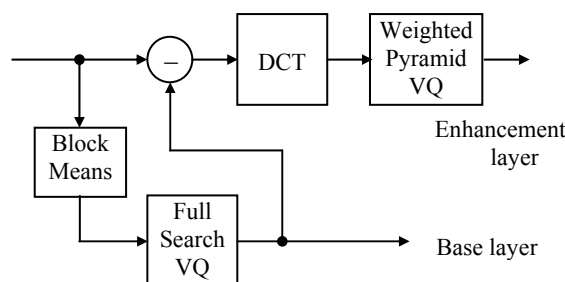 −
DCT
Weighted
Pyramid
VQ
Enhancement
layer
Block
Means
Full
Search
VQ
Base layer